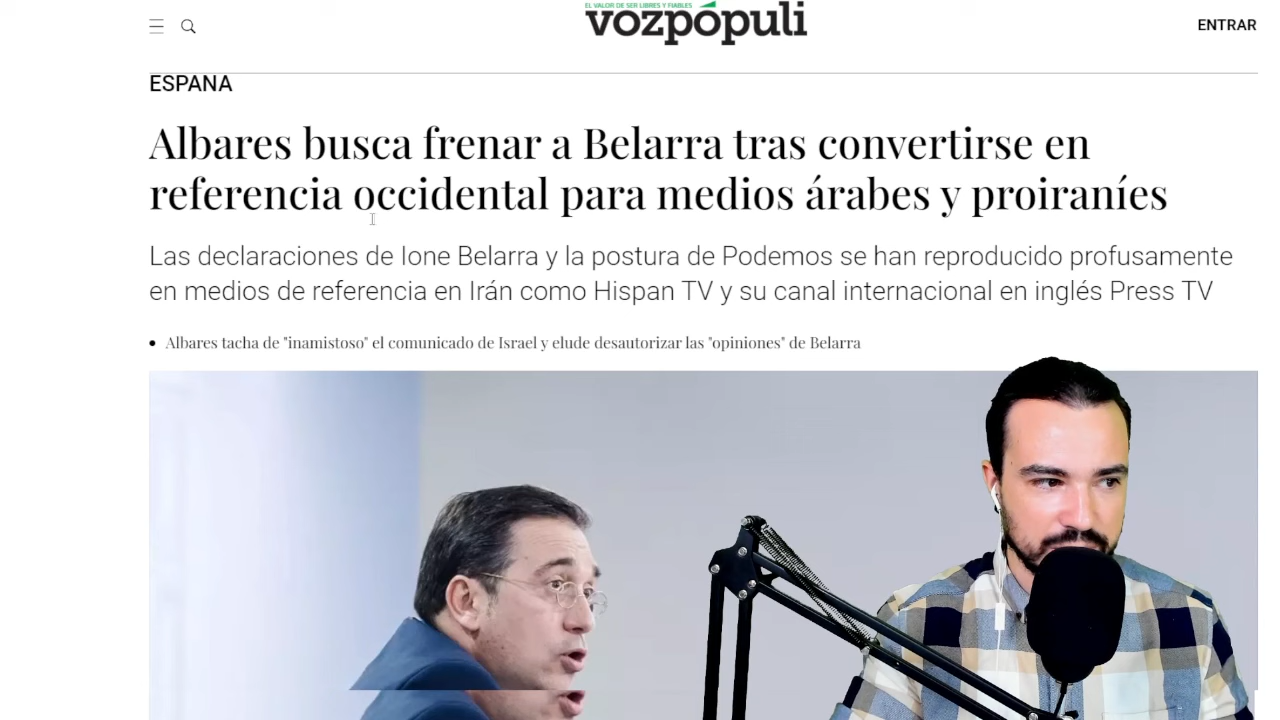 EL VALOR DE SER LIBRES Y FIABLES
vozpópuli
ENTRAR
ESPAÑA
Albares busca frenar a Belarra tras convertirse en
referencia occidental para medios árabes y proiraníes
Las declaraciones de Ione Belarra y la postura de Podemos se han reproducido profusamente
en medios de referencia en Irán como Hispan TV y su canal internacional en inglés Press TV
• Albares tacha de "inamistoso" el comunicado de Israel y elude desautorizar las "opiniones" de Belarra